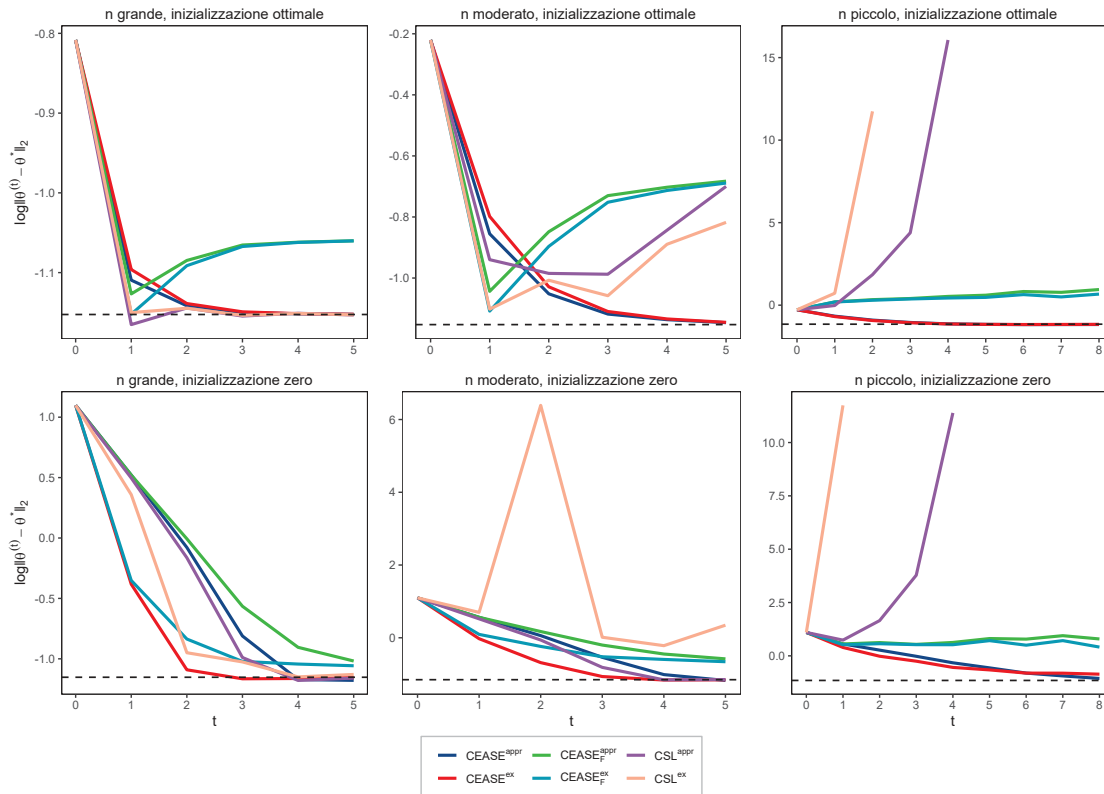 n grande, inizializzazione ottimale
n moderato, inizializzazione ottimale
n piccolo, inizializzazione ottimale
-0.8
-0.9
-1.0
-1.1
0 1 2 3 4 5
log||θ^(t) − θ^*||_2
-0.2
-0.4
-0.6
-0.8
-1.0
0 1 2 3 4 5
15
10
5
0
0 1 2 3 4 5 6 7 8
n grande, inizializzazione zero
n moderato, inizializzazione zero
n piccolo, inizializzazione zero
1.0
0.5
0.0
-0.5
-1.0
0 1 2 3 4 5
log||θ^(t) − θ^*||_2
t
6
4
2
0
0 1 2 3 4 5
t
10.0
7.5
5.0
2.5
0.0
0 1 2 3 4 5 6 7 8
t
CEASE^appr CEASE_F^appr CSL^appr
CEASE^ex CEASE_F^ex CSL^ex